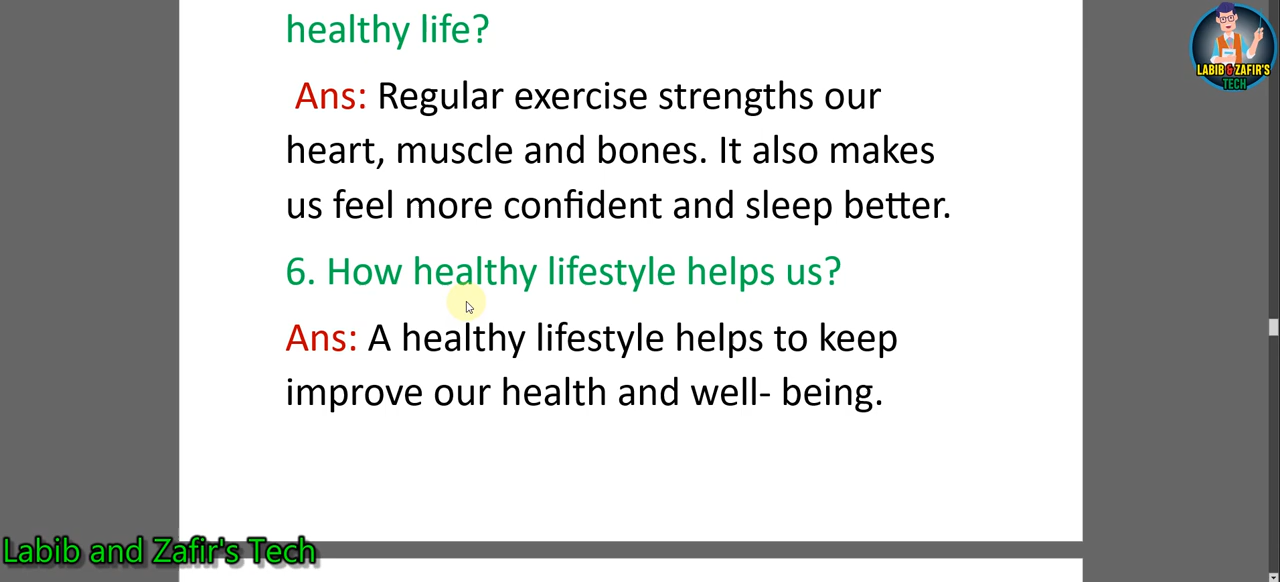 healthy life?
Ans: Regular exercise strengths our
heart, muscle and bones. It also makes
us feel more confident and sleep better.
6. How healthy lifestyle helps us?
Ans: A healthy lifestyle helps to keep
improve our health and well- being.
LABIB & ZAFIR'S
TECH
Labib and Zafir's Tech